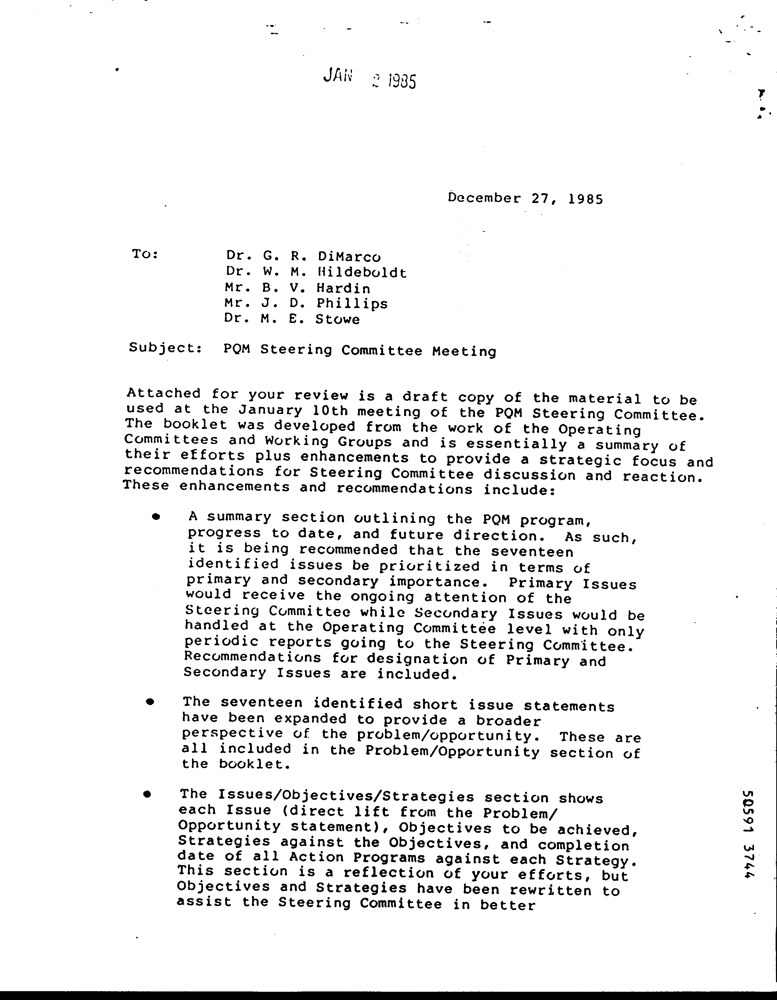 JAN 2 1985
December 27, 1985
To: Dr. G. R. DiMarco
Dr. W. M. Hildeboldt
Mr. B. V. Hardin
Mr. J. D. Phillips
Dr. M. E. Stowe
Subject: PQM Steering Committee Meeting
Attached for your review is a draft copy of the material to be
used at the January 10th meeting of the PQM Steering Committee.
The booklet was developed from the work of the Operating
Committees and Working Groups and is essentially a summary of
their efforts plus enhancements to provide a strategic focus and
recommendations for Steering Committee discussion and reaction.
These enhancements and recommendations include:
● A summary section outlining the PQM program,
progress to date, and future direction. As such,
it is being recommended that the seventeen
identified issues be prioritized in terms of
primary and secondary importance. Primary Issues
would receive the ongoing attention of the
Steering Committee while Secondary Issues would be
handled at the Operating Committee level with only
periodic reports going to the Steering Committee.
Recommendations for designation of Primary and
Secondary Issues are included.
● The seventeen identified short issue statements
have been expanded to provide a broader
perspective of the problem/opportunity. These are
all included in the Problem/Opportunity section of
the booklet.
● The Issues/Objectives/Strategies section shows
each Issue (direct lift from the Problem/
Opportunity statement), Objectives to be achieved,
Strategies against the Objectives, and completion
date of all Action Programs against each Strategy.
This section is a reflection of your efforts, but
Objectives and Strategies have been rewritten to
assist the Steering Committee in better
50591 3744